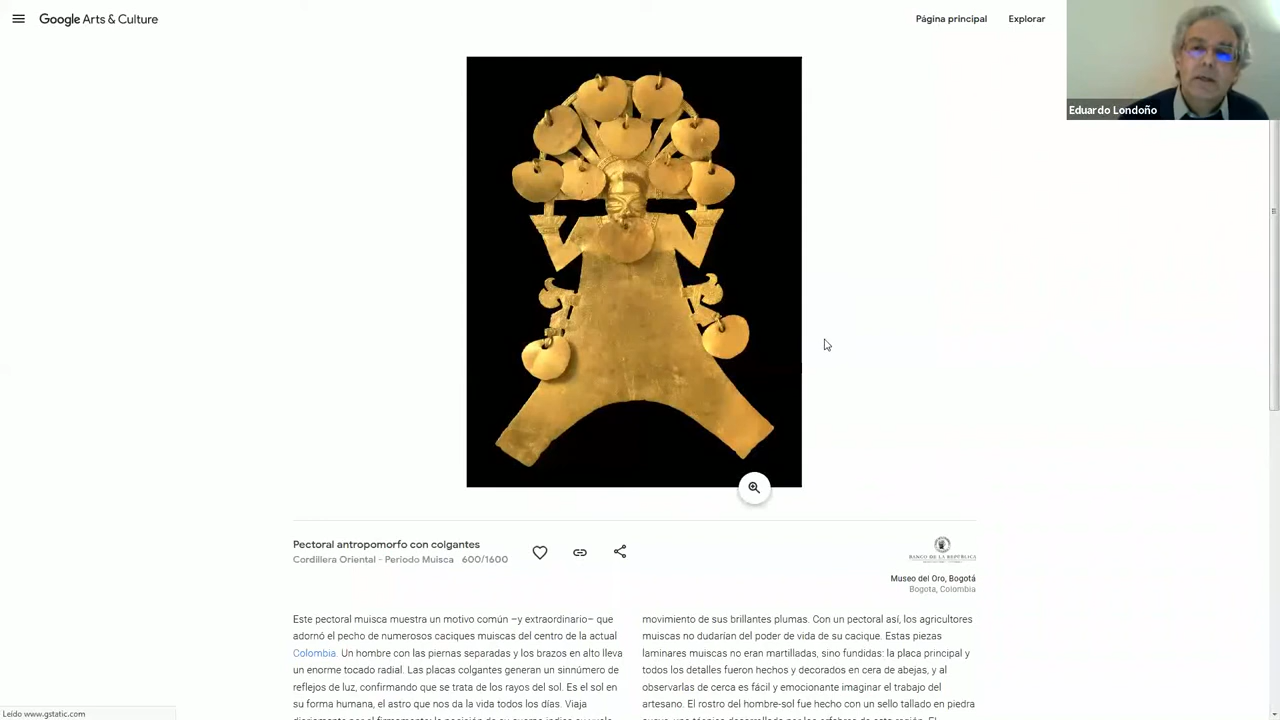 Google Arts & Culture
Página principal
Explorar
Eduardo Londoño
Pectoral antropomorfo con colgantes
Cordillera Oriental - Periodo Muisca 600/1600
BANCO DE LA REPÚBLICA
Museo del Oro, Bogotá
Bogota, Colombia
Este pectoral muisca muestra un motivo común –y extraordinario– que
adornó el pecho de numerosos caciques muiscas del centro de la actual
Colombia. Un hombre con las piernas separadas y los brazos en alto lleva
un enorme tocado radial. Las placas colgantes generan un sinnúmero de
reflejos de luz, confirmando que se trata de los rayos del sol. Es el sol en
su forma humana, el astro que nos da la vida todos los días. Viaja
movimiento de sus brillantes plumas. Con un pectoral así, los agricultores
muiscas no dudarían del poder de vida de su cacique. Estas piezas
laminares muiscas no eran martilladas, sino fundidas: la placa principal y
todos los detalles fueron hechos y decorados en cera de abejas, y al
observarlas de cerca es fácil y emocionante imaginar el trabajo del
artesano. El rostro del hombre-sol fue hecho con un sello tallado en piedra
Leído www.gstatic.com